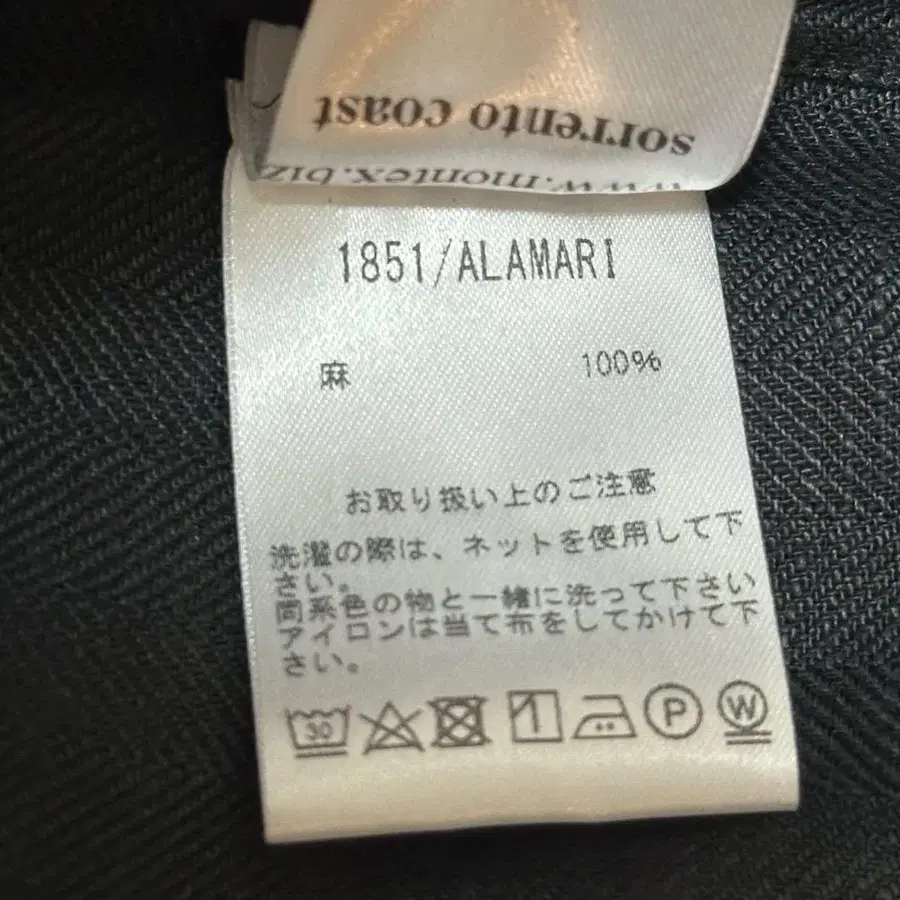 sorrento coast
www.montex.biz
1851/ALAMARI
麻 100%
お取り扱い上のご注意
洗濯の際は、ネットを使用して下
さい。
同系色の物と一緒に洗って下さい
アイロンは当て布をしてかけて下
さい。
30 P W